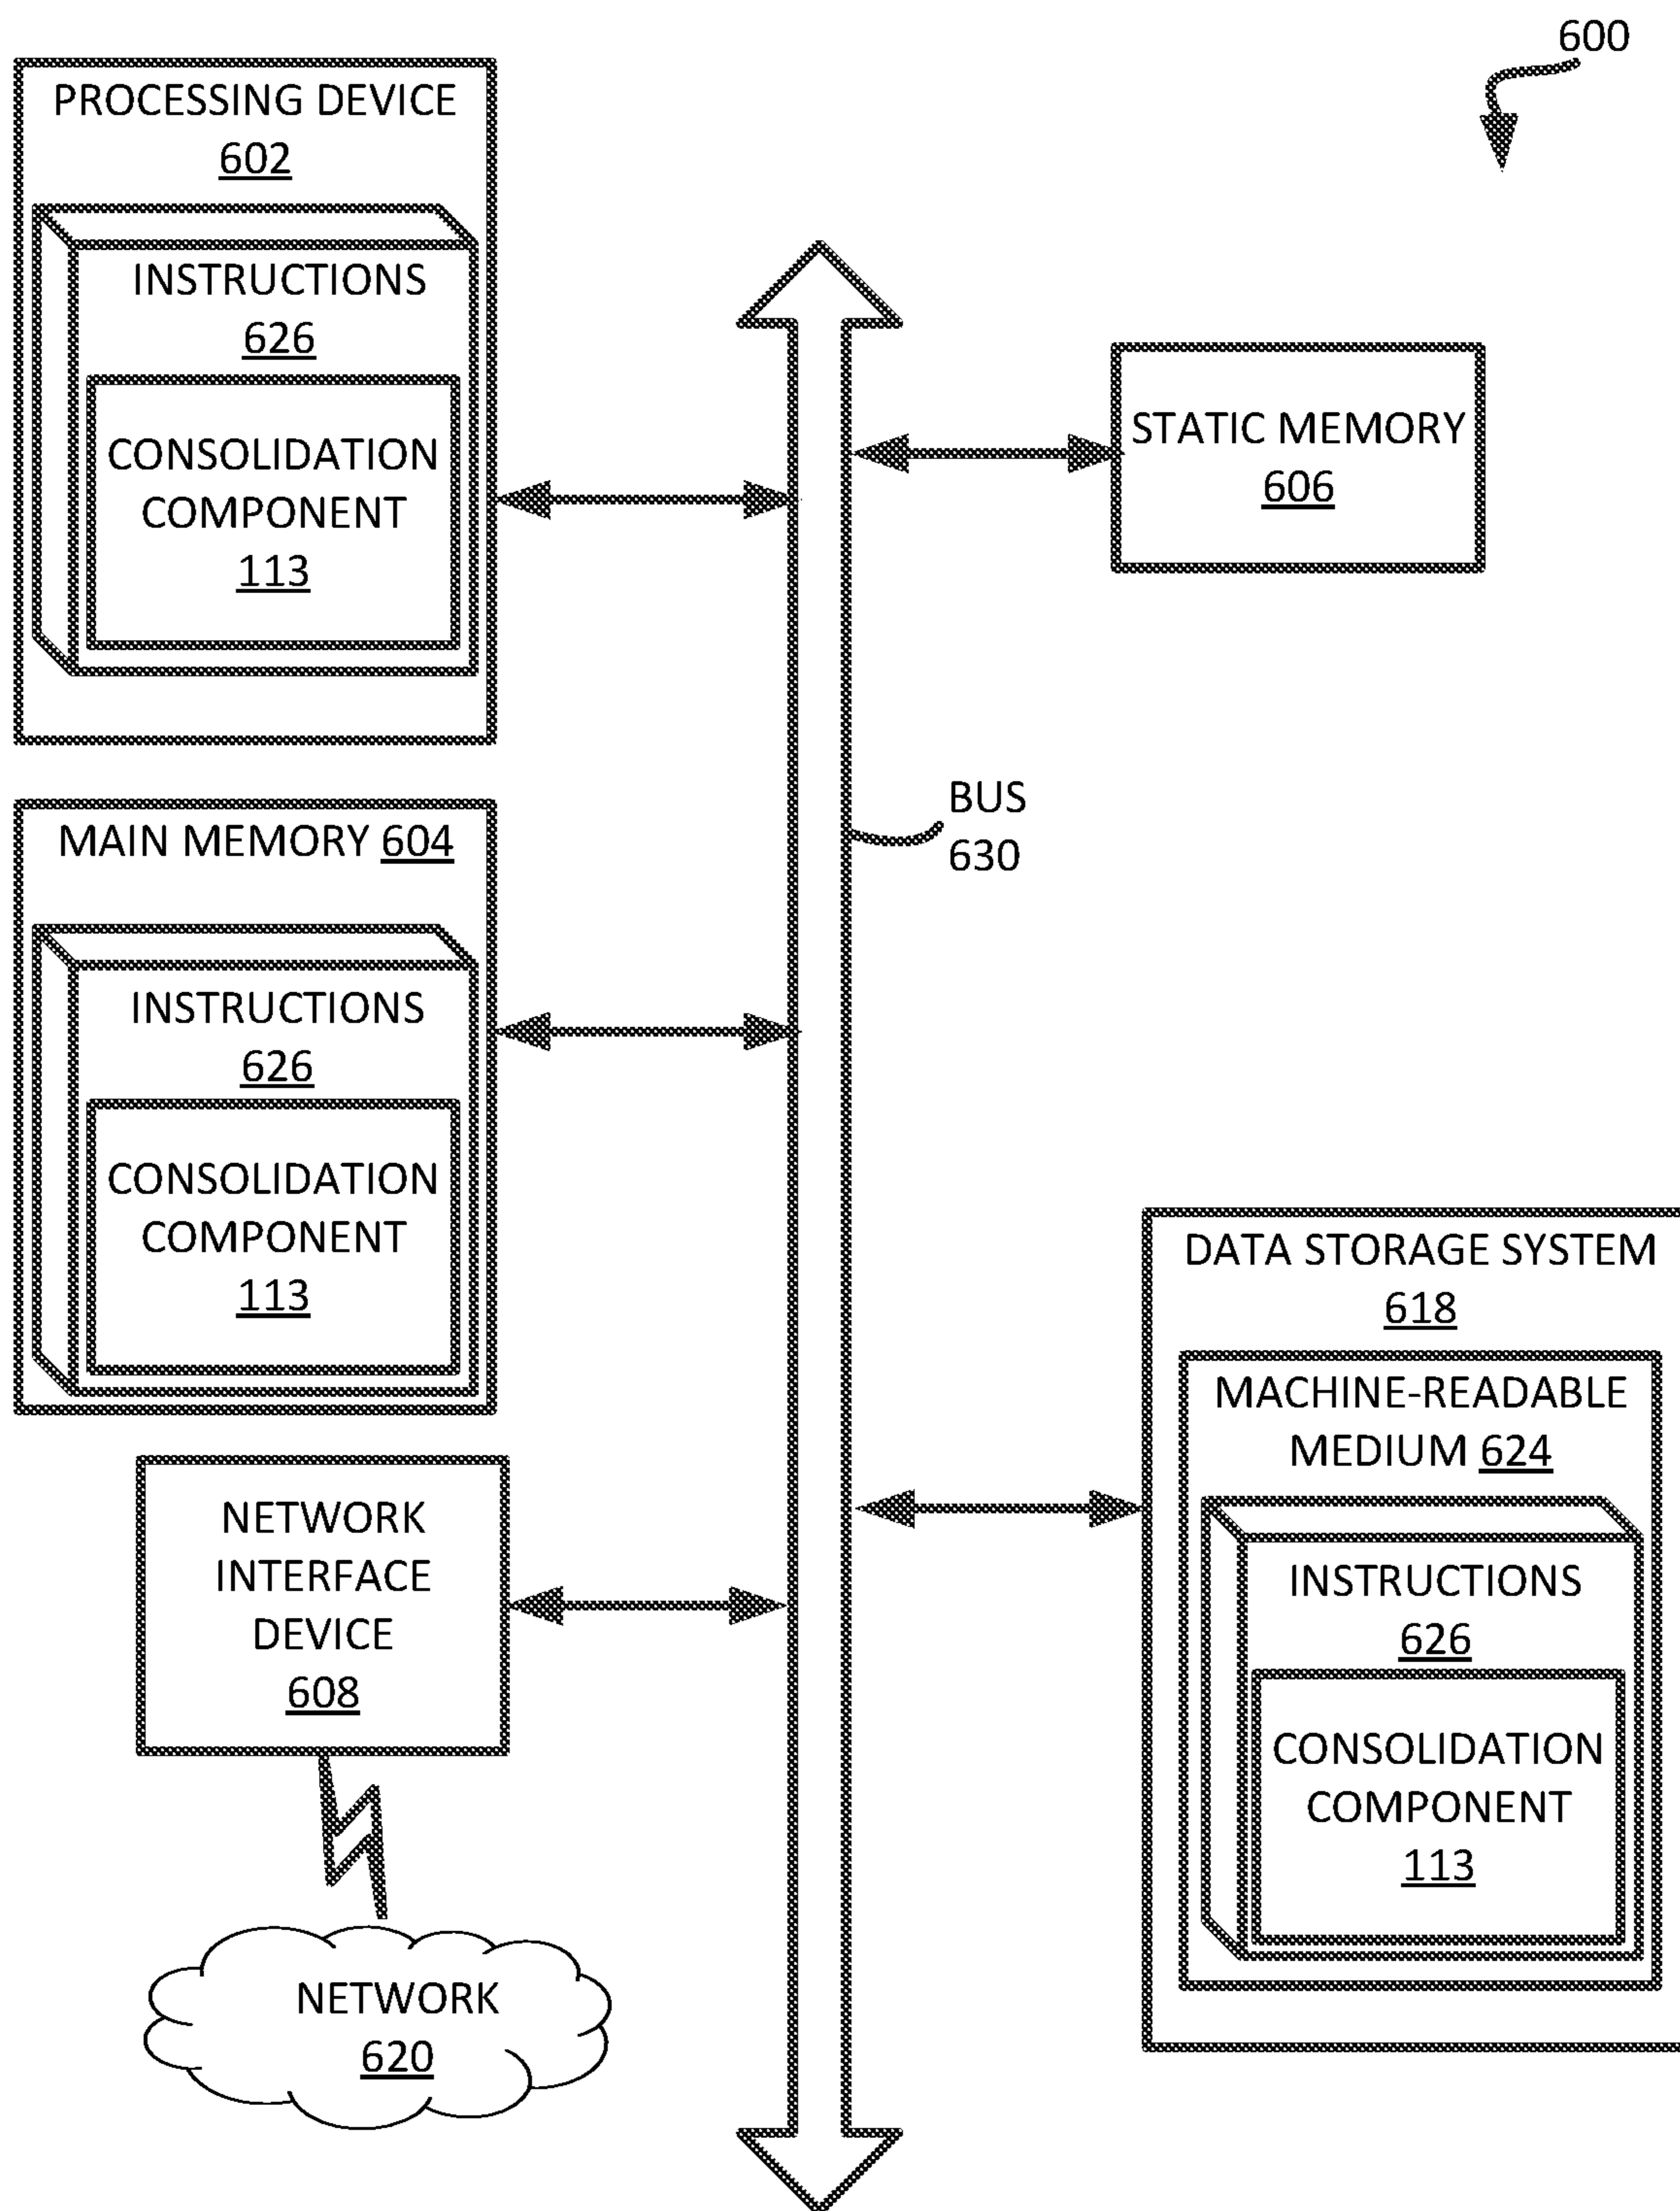 600
PROCESSING DEVICE
602
INSTRUCTIONS
626
CONSOLIDATION
COMPONENT
113
STATIC MEMORY
606
BUS
630
MAIN MEMORY 604
INSTRUCTIONS
626
CONSOLIDATION
COMPONENT
113
DATA STORAGE SYSTEM
618
MACHINE-READABLE
MEDIUM 624
INSTRUCTIONS
626
CONSOLIDATION
COMPONENT
113
NETWORK
INTERFACE
DEVICE
608
NETWORK
620